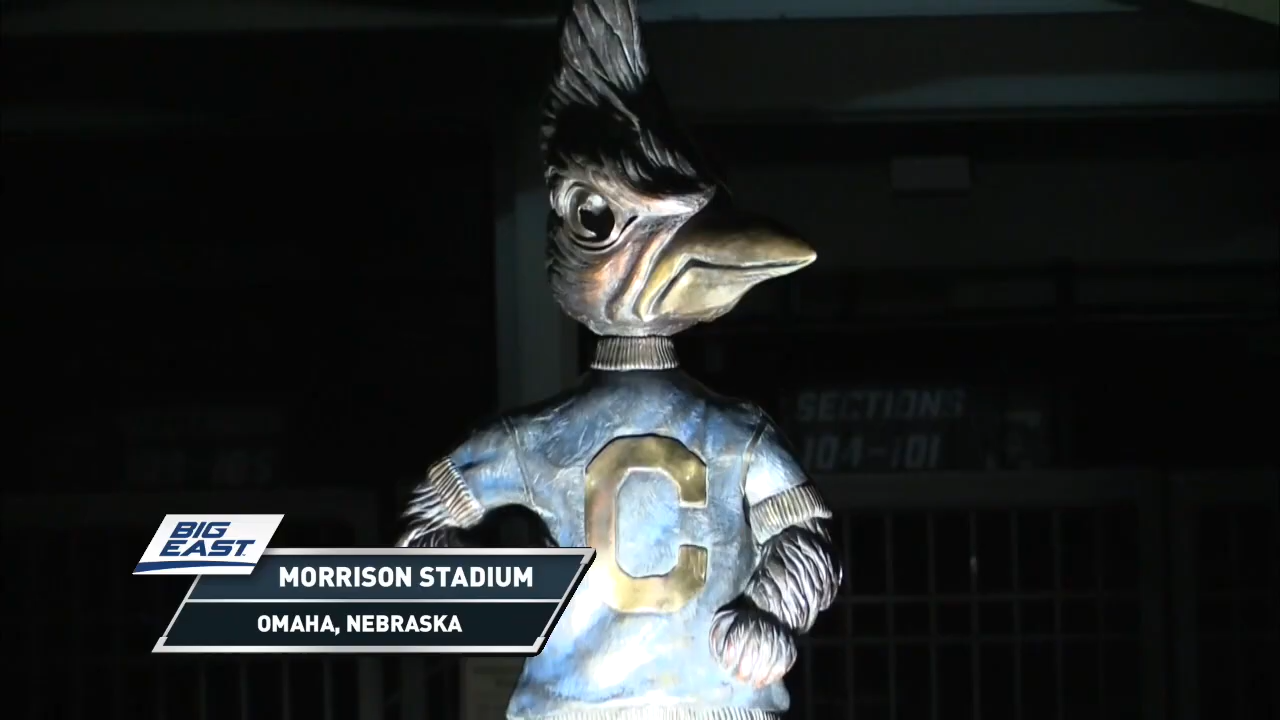 SECTIONS
104-101
C
BIG
EAST
MORRISON STADIUM
OMAHA, NEBRASKA